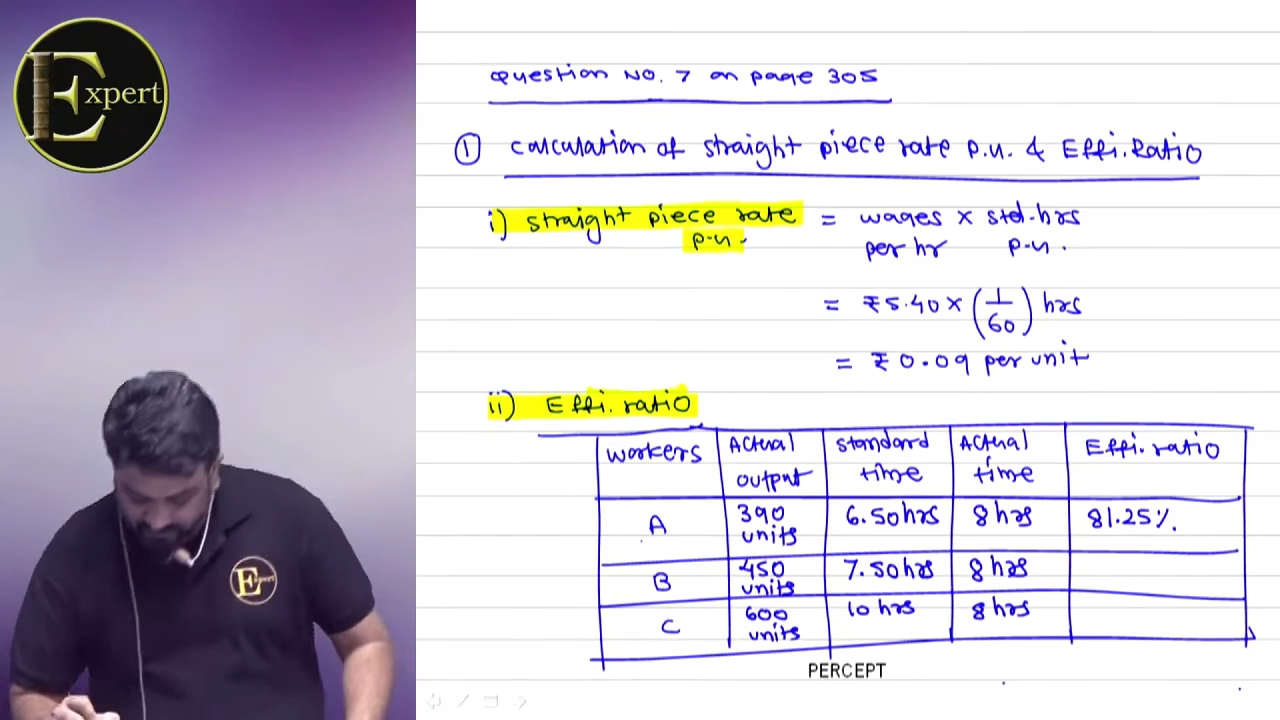 Expert
Question No. 7 on page 305
① Calculation of straight piece rate p.u. & Effi. Ratio
i) straight piece rate p.u. = wages per hr × std. hrs p.u.
= ₹5.40 × (1/60) hrs
= ₹0.09 per unit
ii) Effi. ratio
workers | Actual output | standard time | Actual time | Effi. ratio
A | 390 units | 6.50 hrs | 8 hrs | 81.25%.
B | 450 units | 7.50 hrs | 8 hrs
C | 600 units | 10 hrs | 8 hrs
Expert
PERCEPT